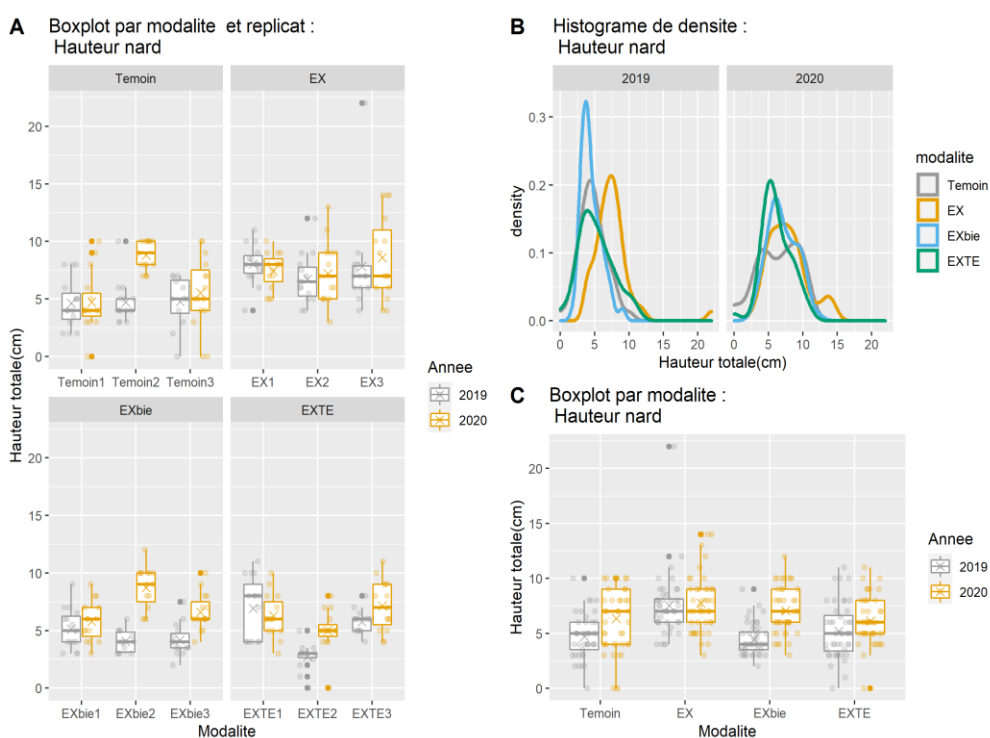 A
Boxplot par modalite et replicat :
Hauteur nard
Temoin
EX
20
15
10
5
0
Temoin1 Temoin2 Temoin3
EX1 EX2 EX3
EXbie
EXTE
20
15
10
5
0
EXbie1 EXbie2 EXbie3
EXTE1 EXTE2 EXTE3
Hauteur totale(cm)
Modalite
Annee
2019
2020
B
Histograme de densite :
Hauteur nard
2019
2020
0.3
0.2
0.1
0.0
density
0 5 10 15 20
0 5 10 15 20
Hauteur totale(cm)
modalite
Temoin
EX
EXbie
EXTE
C
Boxplot par modalite :
Hauteur nard
20
15
10
5
0
Hauteur totale(cm)
Temoin EX EXbie EXTE
Modalite
Annee
2019
2020